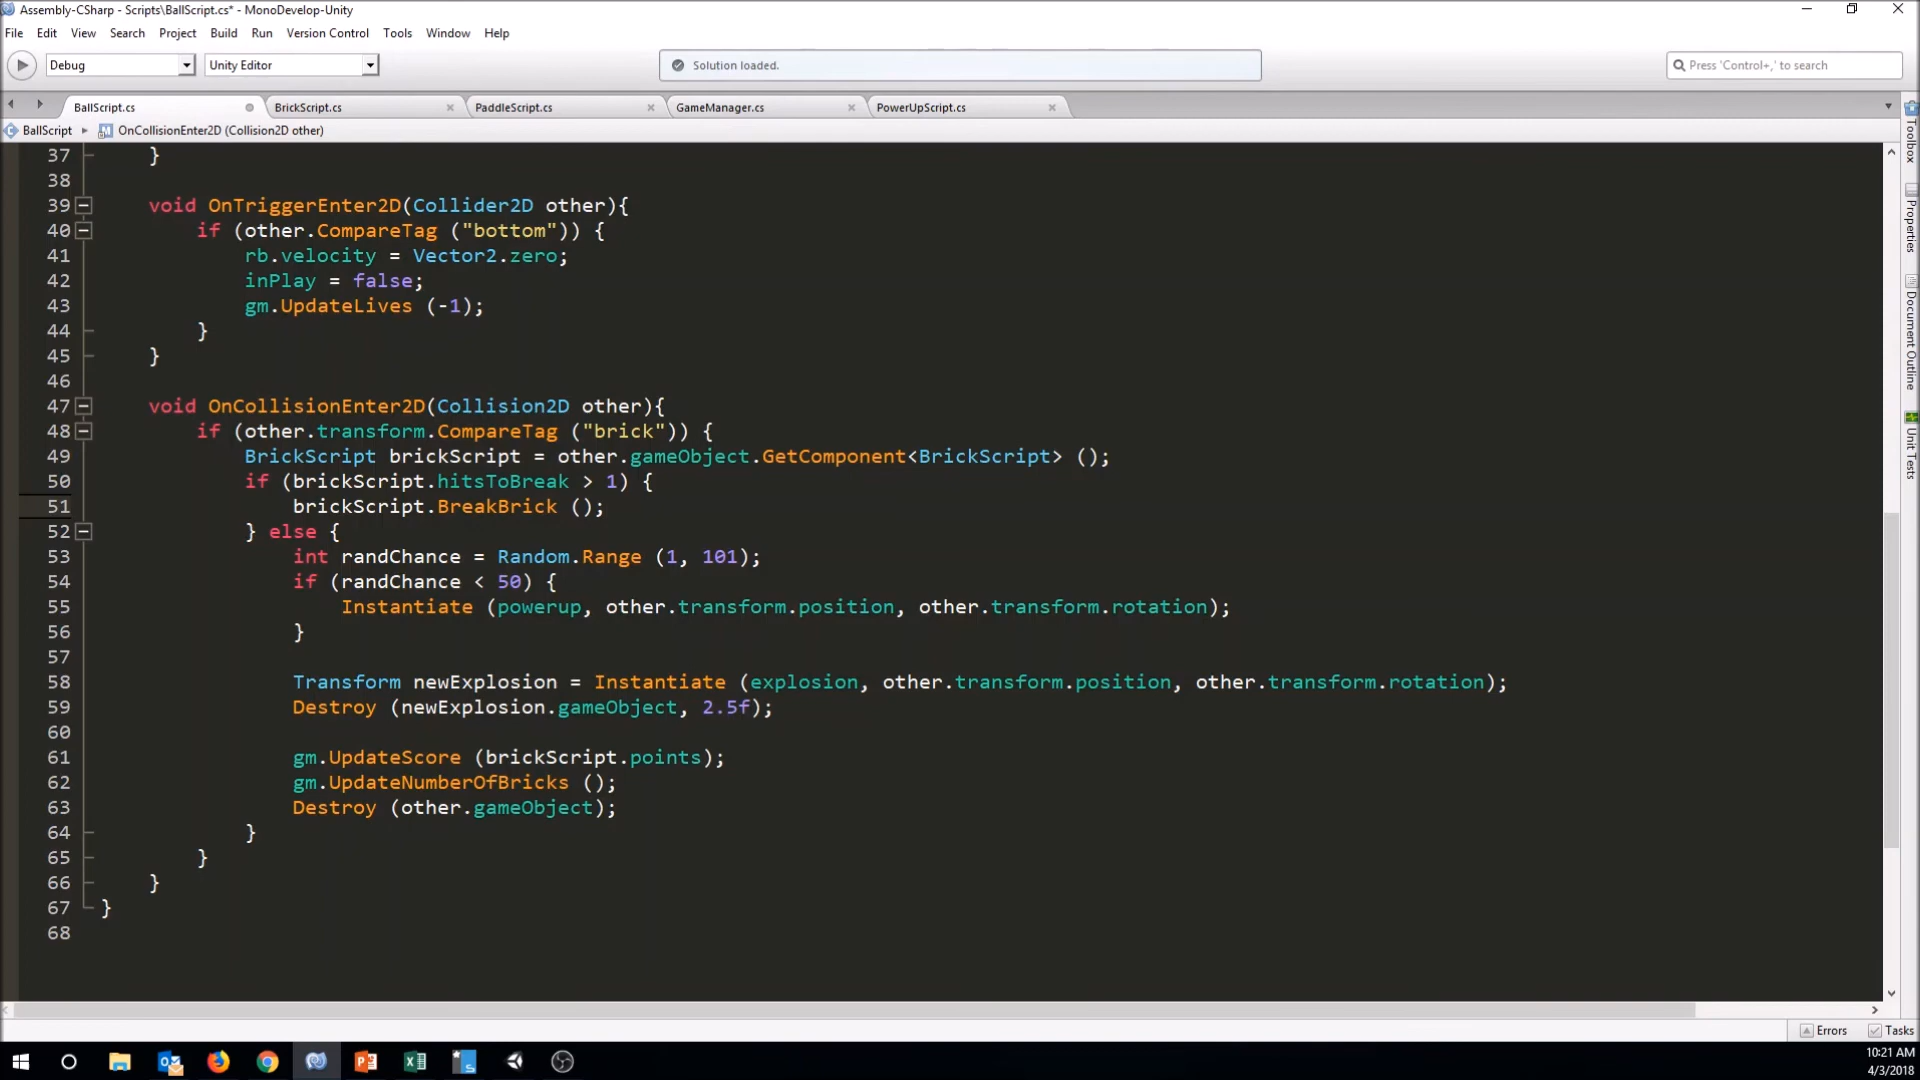 Assembly-CSharp - Scripts\BallScript.cs* - MonoDevelop-Unity
File Edit View Search Project Build Run Version Control Tools Window Help
Debug Unity Editor Solution loaded. Press 'Control+,' to search
BallScript.cs BrickScript.cs PaddleScript.cs GameManager.cs PowerUpScript.cs
BallScript OnCollisionEnter2D (Collision2D other)
37 }
38
39 void OnTriggerEnter2D(Collider2D other){
40 if (other.CompareTag ("bottom")) {
41 rb.velocity = Vector2.zero;
42 inPlay = false;
43 gm.UpdateLives (-1);
44 }
45 }
46
47 void OnCollisionEnter2D(Collision2D other){
48 if (other.transform.CompareTag ("brick")) {
49 BrickScript brickScript = other.gameObject.GetComponent<BrickScript> ();
50 if (brickScript.hitsToBreak > 1) {
51 brickScript.BreakBrick ();
52 } else {
53 int randChance = Random.Range (1, 101);
54 if (randChance < 50) {
55 Instantiate (powerup, other.transform.position, other.transform.rotation);
56 }
57
58 Transform newExplosion = Instantiate (explosion, other.transform.position, other.transform.rotation);
59 Destroy (newExplosion.gameObject, 2.5f);
60
61 gm.UpdateScore (brickScript.points);
62 gm.UpdateNumberOfBricks ();
63 Destroy (other.gameObject);
64 }
65 }
66 }
67 }
68
Toolbox
Properties
Document Outline
Unit Tests
Errors Tasks
10:21 AM
4/3/2018